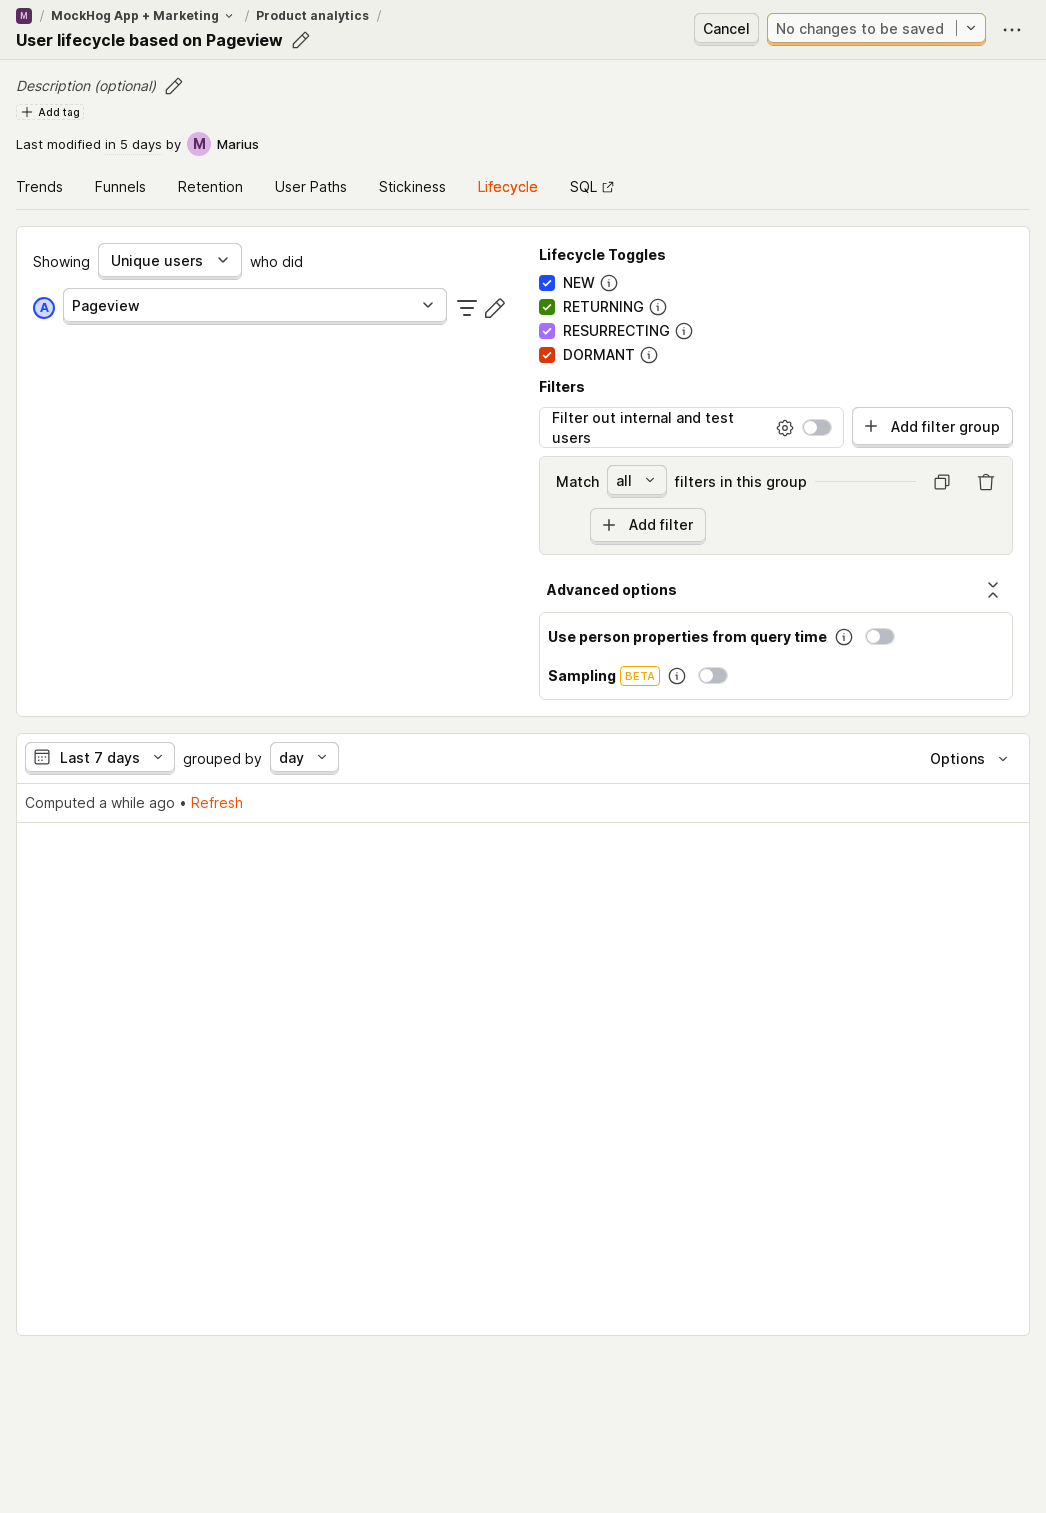 M / MockHog App + Marketing / Product analytics /
User lifecycle based on Pageview
Cancel
No changes to be saved
Description (optional)
Add tag
Last modified in 5 days by M Marius
Trends Funnels Retention User Paths Stickiness Lifecycle SQL
Showing Unique users who did
A Pageview
Lifecycle Toggles
NEW
RETURNING
RESURRECTING
DORMANT
Filters
Filter out internal and test
users
Add filter group
Match all filters in this group
Add filter
Advanced options
Use person properties from query time
Sampling BETA
Last 7 days grouped by day Options
Computed a while ago • Refresh